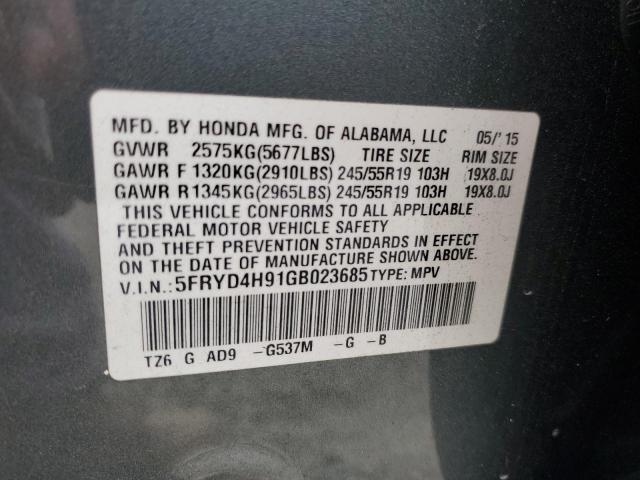 MFD. BY HONDA MFG. OF ALABAMA, LLC 05/'15
GVWR 2575KG(5677LBS) TIRE SIZE RIM SIZE
GAWR F 1320KG(2910LBS) 245/55R19 103H 19X8.0J
GAWR R1345KG(2965LBS) 245/55R19 103H 19X8.0J
THIS VEHICLE CONFORMS TO ALL APPLICABLE
FEDERAL MOTOR VEHICLE SAFETY
AND THEFT PREVENTION STANDARDS IN EFFECT
ON THE DATE OF MANUFACTURE SHOWN ABOVE.
V.I.N.: 5FRYD4H91GB023685 TYPE: MPV
TZ6 G AD9 -G537M -G -B